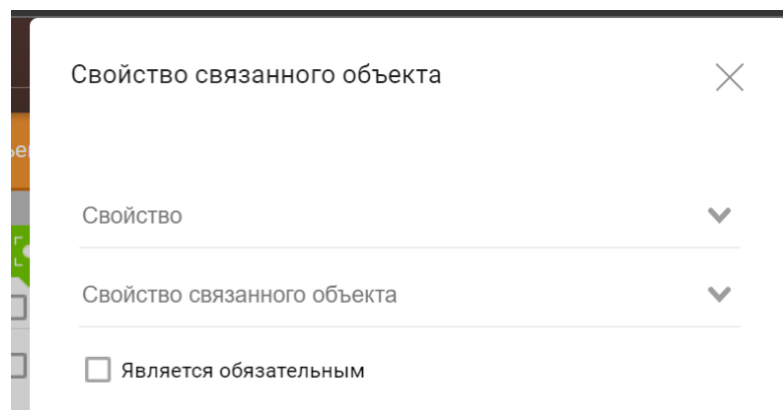 Свойство связанного объекта
Свойство
Свойство связанного объекта
Является обязательным